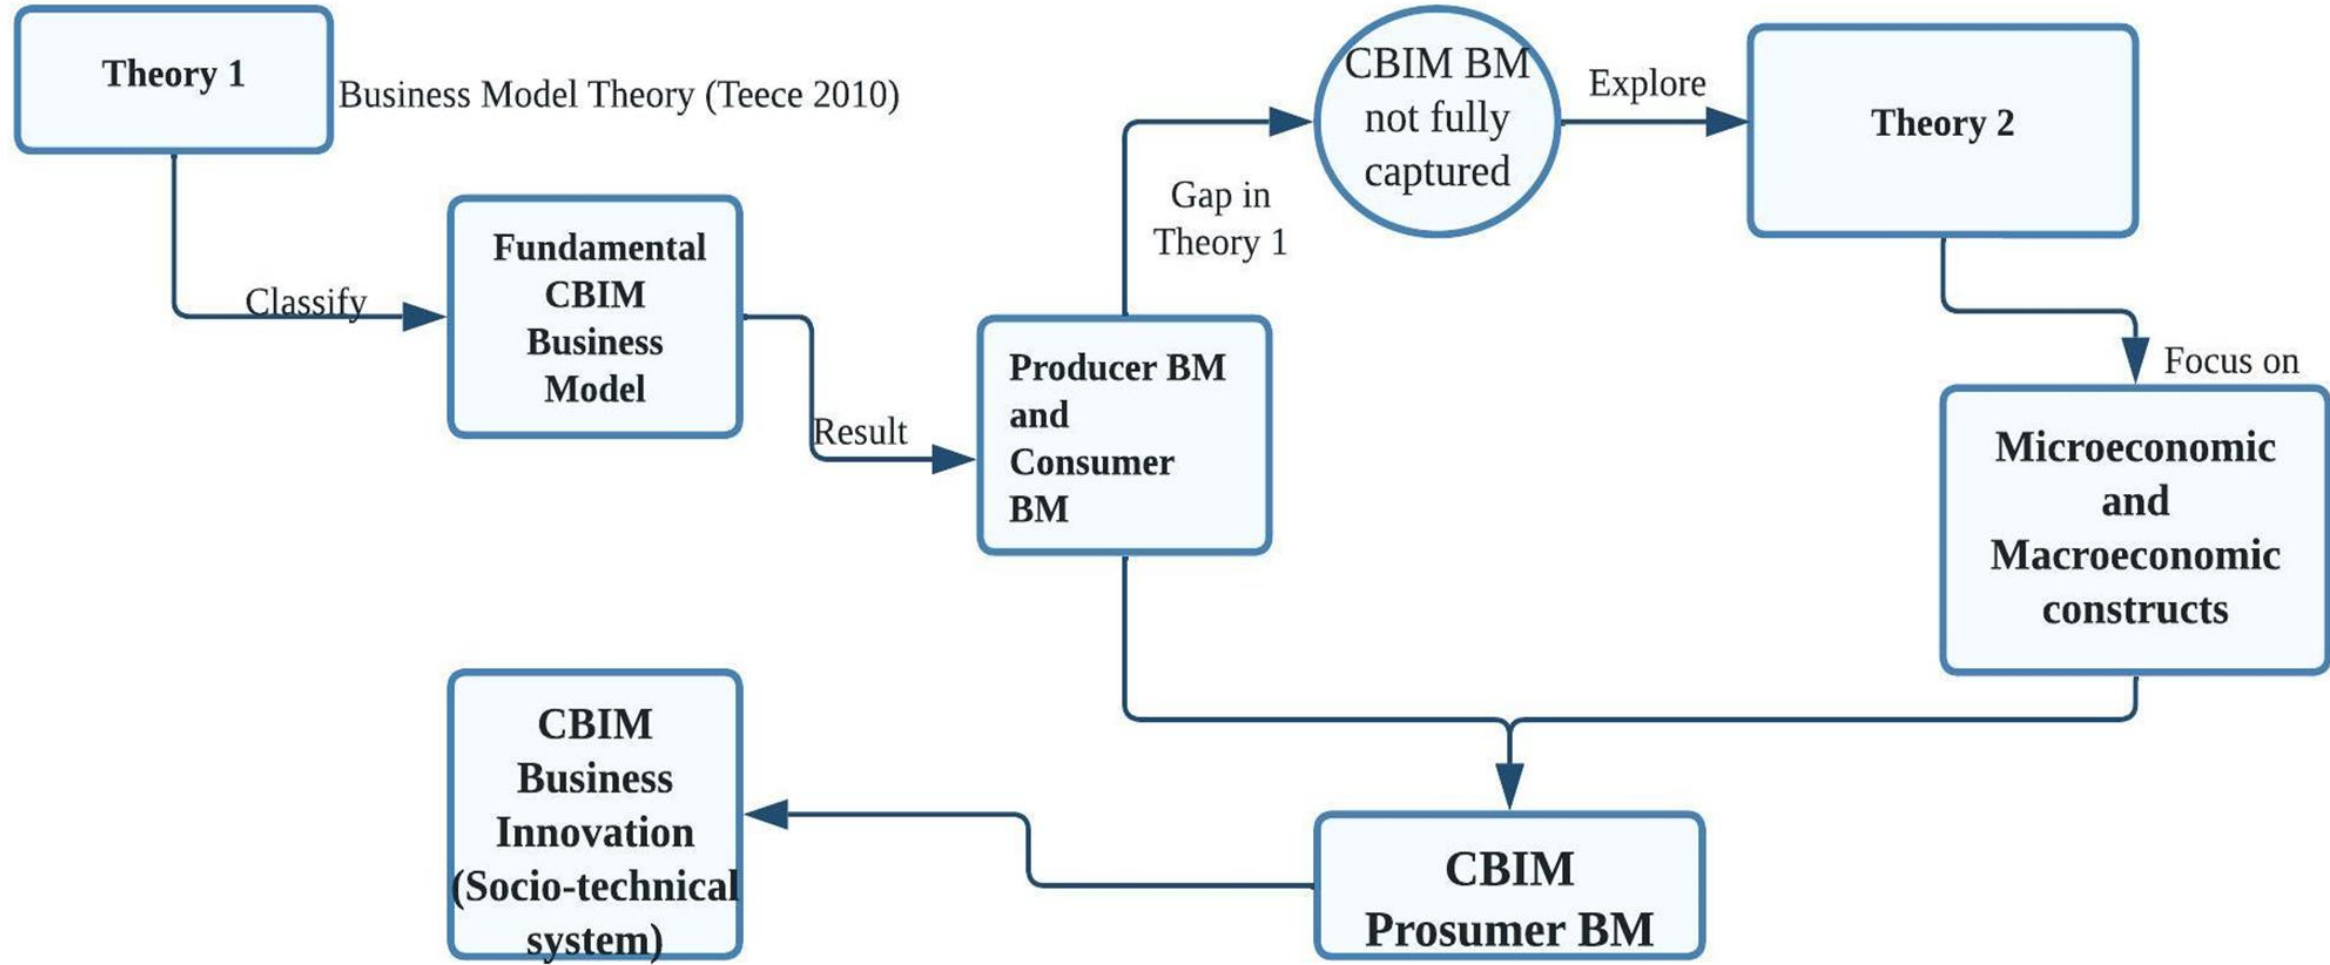 Theory 1
Business Model Theory (Teece 2010)
Classify
Fundamental
CBIM
Business
Model
Result
Producer BM
and
Consumer
BM
Gap in
Theory 1
CBIM BM
not fully
captured
Explore
Theory 2
Focus on
Microeconomic
and
Macroeconomic
constructs
CBIM
Prosumer BM
CBIM
Business
Innovation
(Socio-technical
system)